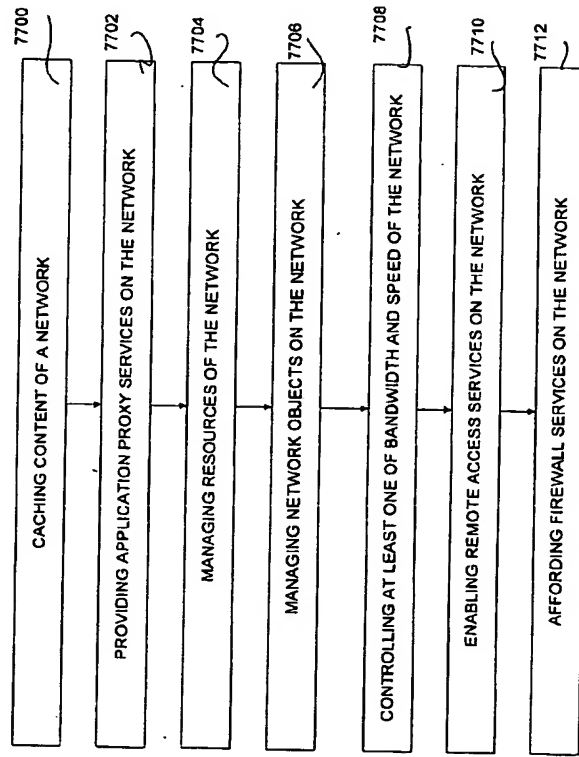 7700
CACHING CONTENT OF A NETWORK
7702
PROVIDING APPLICATION PROXY SERVICES ON THE NETWORK
7704
MANAGING RESOURCES OF THE NETWORK
7706
MANAGING NETWORK OBJECTS ON THE NETWORK
7708
CONTROLLING AT LEAST ONE OF BANDWIDTH AND SPEED OF THE NETWORK
7710
ENABLING REMOTE ACCESS SERVICES ON THE NETWORK
7712
AFFORDING FIREWALL SERVICES ON THE NETWORK